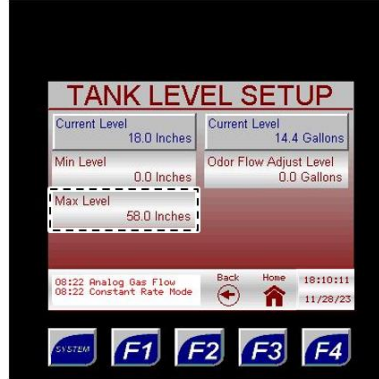 TANK LEVEL SETUP
Current Level
18.0 Inches
Current Level
14.4 Gallons
Min Level
0.0 Inches
Odor Flow Adjust Level
0.0 Gallons
Max Level
58.0 Inches
08:22 Analog Gas Flow
08:22 Constant Rate Mode
Back
Home
18:10:11
11/28/23
SYSTEM
F1
F2
F3
F4